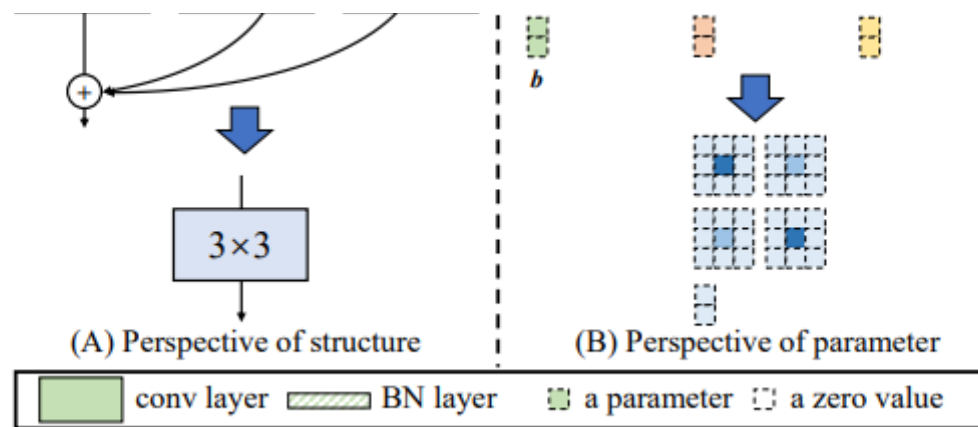 b
+
3×3
(A) Perspective of structure
(B) Perspective of parameter
conv layer BN layer a parameter a zero value